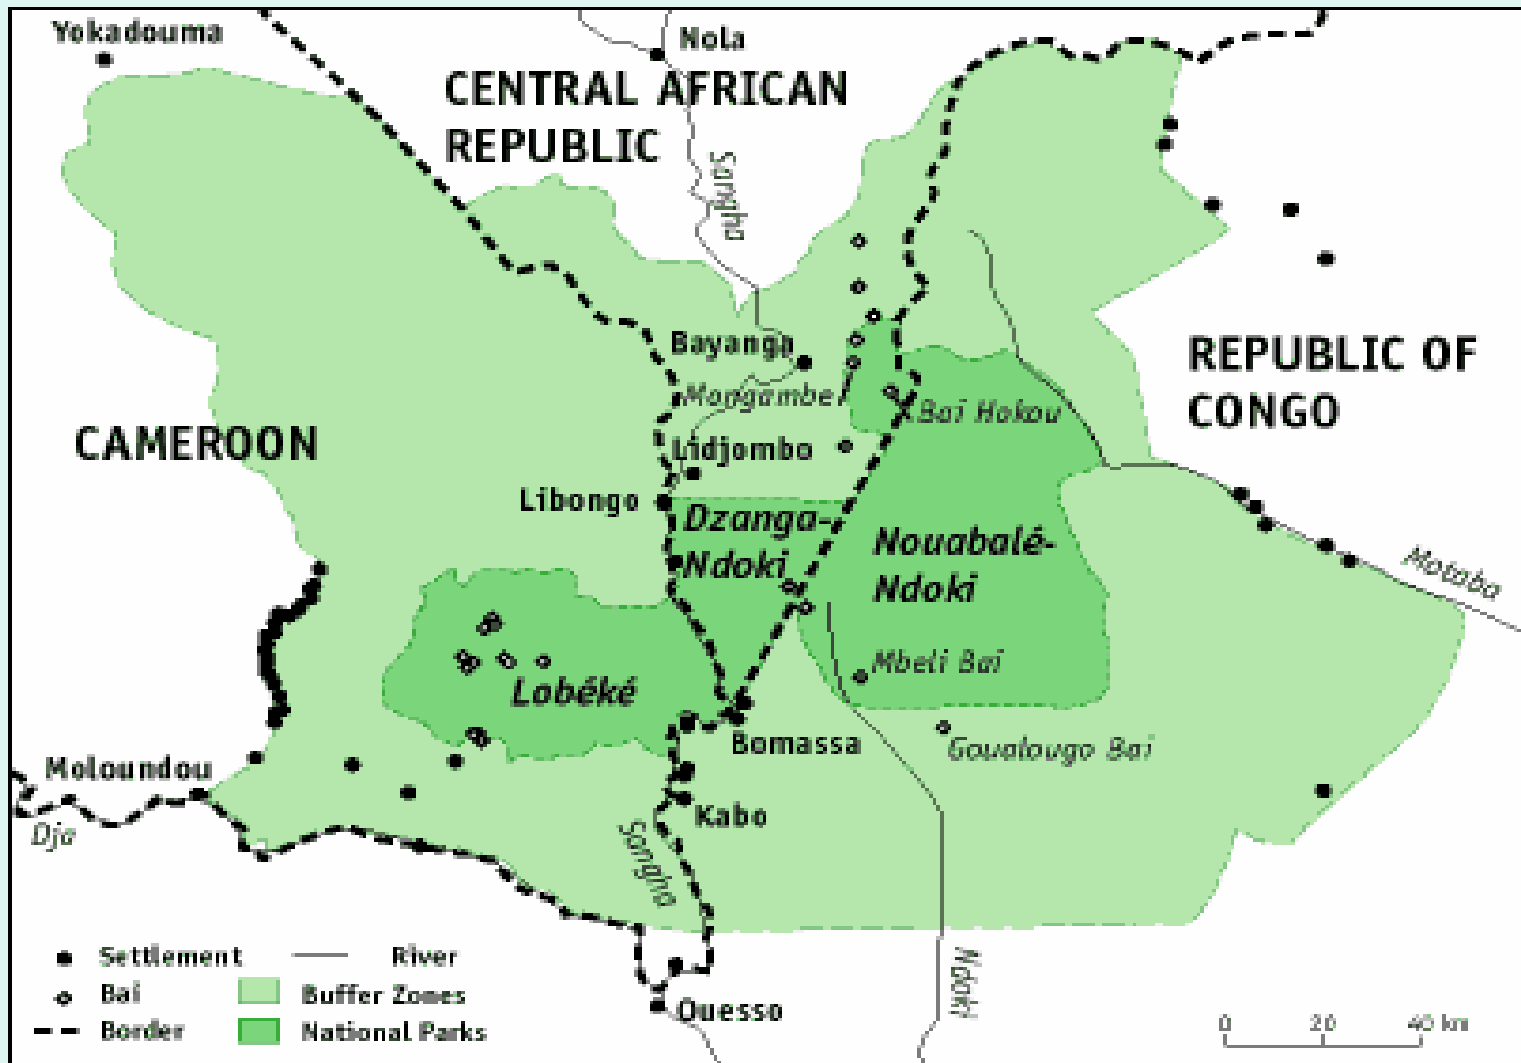 Yokadouma
Nola
CENTRAL AFRICAN
REPUBLIC
Sangha
Bayanga
Mongambe
Bai Hokou
REPUBLIC OF
CONGO
CAMEROON
Lidjombo
Libongo
Dzanga-
Ndoki
Nouabalé-
Ndoki
Motaba
Mbeli Bai
Lobéké
Bomassa
Goualougo Bai
Moloundou
Kabo
Dja
Sangha
Settlement
River
Bai
Buffer Zones
Border
National Parks
Ouesso
Ndoki
0 20 40 km